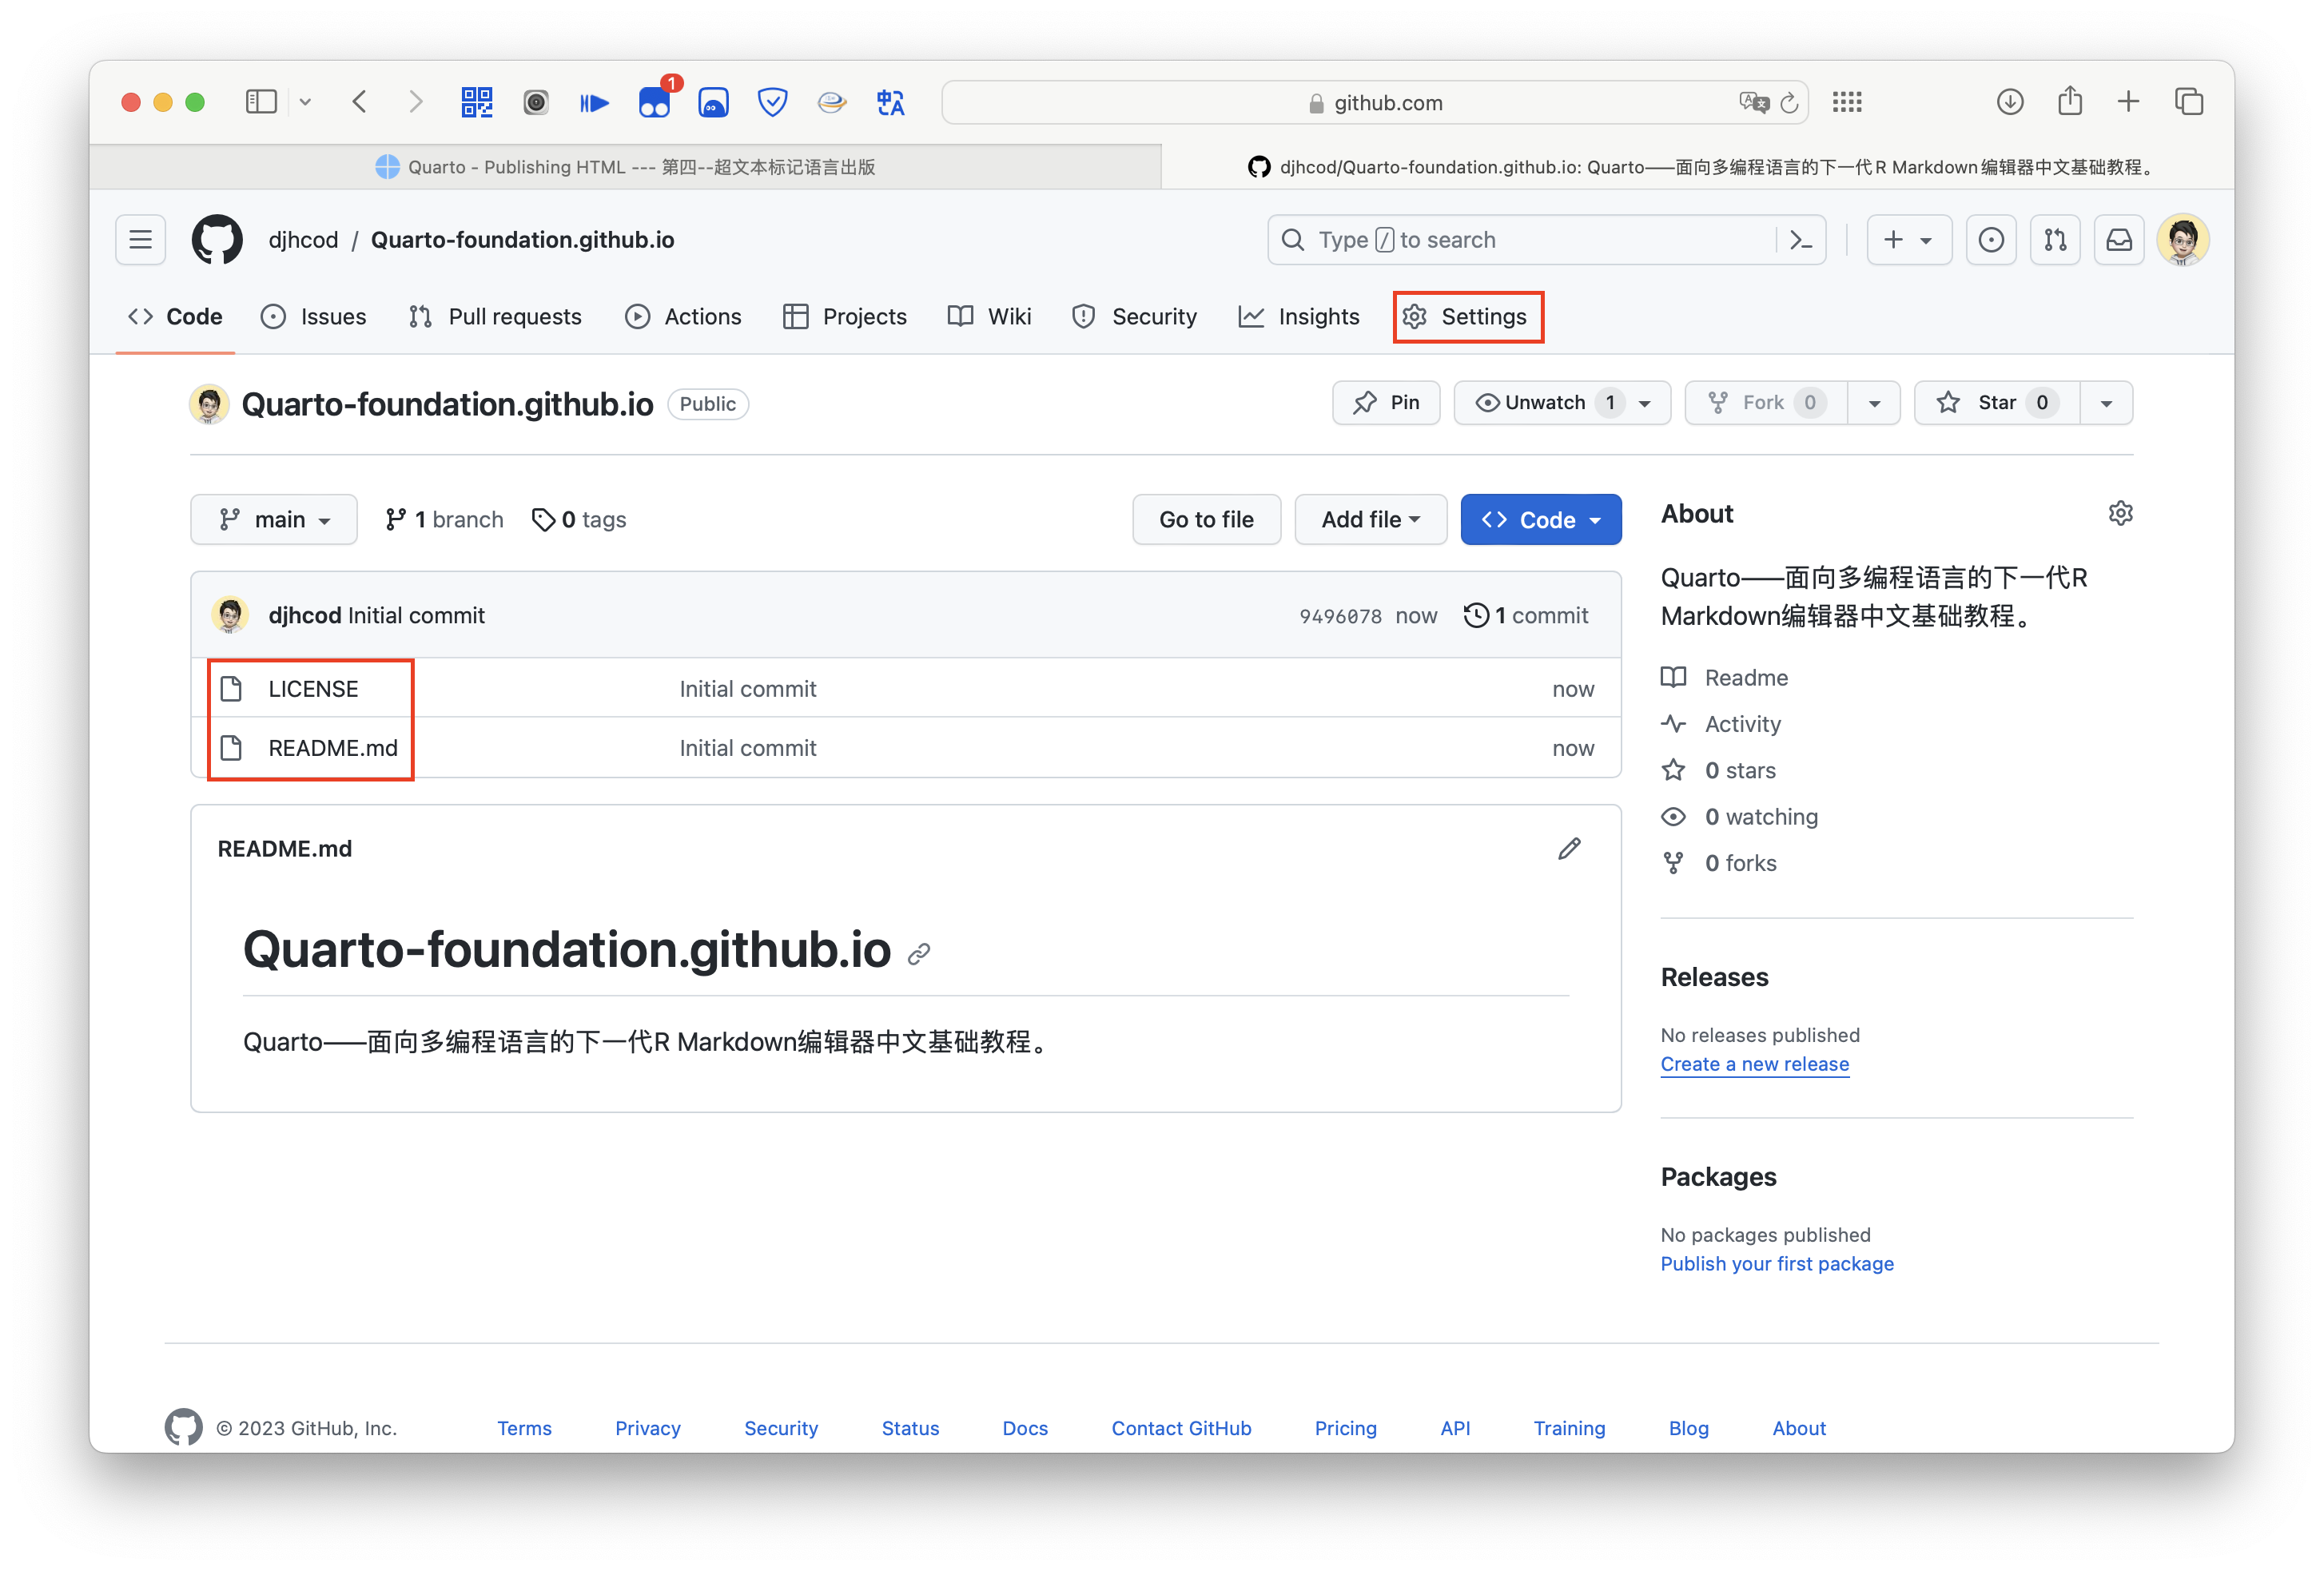 1
github.com
Quarto - Publishing HTML --- 第四--超文本标记语言出版
djhcod/Quarto-foundation.github.io: Quarto——面向多编程语言的下一代R Markdown编辑器中文基础教程。
djhcod / Quarto-foundation.github.io
Type / to search
Code
Issues
Pull requests
Actions
Projects
Wiki
Security
Insights
Settings
Quarto-foundation.github.io Public
Pin
Unwatch 1
Fork 0
Star 0
main
1 branch
0 tags
Go to file
Add file
Code
djhcod Initial commit
9496078 now
1 commit
LICENSE Initial commit now
README.md Initial commit now
README.md
Quarto-foundation.github.io
Quarto——面向多编程语言的下一代R Markdown编辑器中文基础教程。
About
Quarto——面向多编程语言的下一代R
Markdown编辑器中文基础教程。
Readme
Activity
0 stars
0 watching
0 forks
Releases
No releases published
Create a new release
Packages
No packages published
Publish your first package
© 2023 GitHub, Inc.
Terms
Privacy
Security
Status
Docs
Contact GitHub
Pricing
API
Training
Blog
About